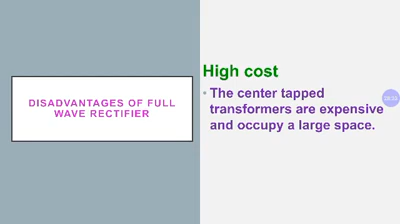 DISADVANTAGES OF FULL
WAVE RECTIFIER
High cost
• The center tapped
transformers are expensive
and occupy a large space.